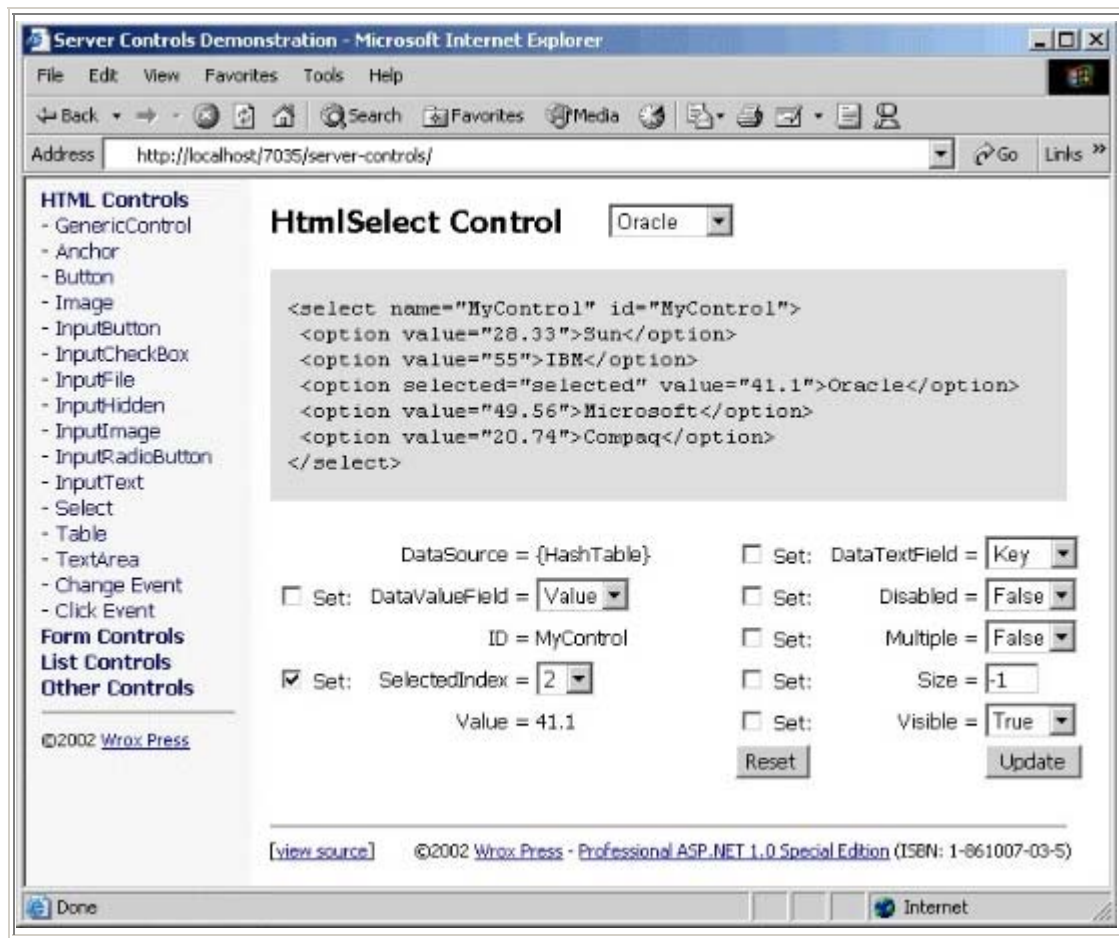 Server Controls Demonstration - Microsoft Internet Explorer
File Edit View Favorites Tools Help
Back Search Favorites Media
Address http://localhost/7035/server-controls/ Go Links »
HTML Controls
- GenericControl
- Anchor
- Button
- Image
- InputButton
- InputCheckBox
- InputFile
- InputHidden
- InputImage
- InputRadioButton
- InputText
- Select
- Table
- TextArea
- Change Event
- Click Event
Form Controls
List Controls
Other Controls
©2002 Wrox Press
HtmlSelect Control Oracle
<select name="MyControl" id="MyControl">
<option value="28.33">Sun</option>
<option value="55">IBM</option>
<option selected="selected" value="41.1">Oracle</option>
<option value="49.56">Microsoft</option>
<option value="20.74">Compaq</option>
</select>
DataSource = {HashTable} Set: DataTextField = Key
Set: DataValueField = Value Set: Disabled = False
ID = MyControl Set: Multiple = False
Set: SelectedIndex = 2 Set: Size = -1
Value = 41.1 Set: Visible = True
Reset Update
[view source] ©2002 Wrox Press - Professional ASP.NET 1.0 Special Edition (ISBN: 1-861007-03-5)
Done Internet